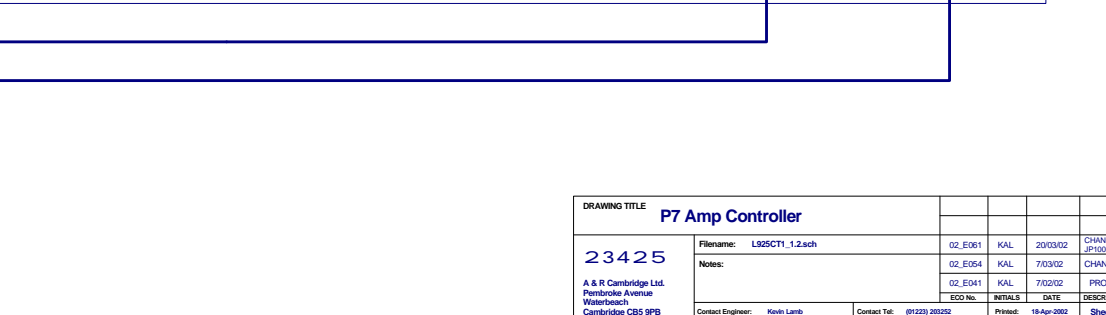 DRAWING TITLE
P7 Amp Controller
23425
A & R Cambridge Ltd.
Pembroke Avenue
Waterbeach
Cambridge CB5 9PB
Filename: L925CT1_1.2.sch
Notes:
Contact Engineer: Kevin Lamb
Contact Tel: (01223) 203252
02_E061 KAL 20/03/02
JP100
02_E054 KAL 7/03/02
02_E041 KAL 7/02/02
ECO No. INITIALS DATE
Printed: 18-Apr-2002